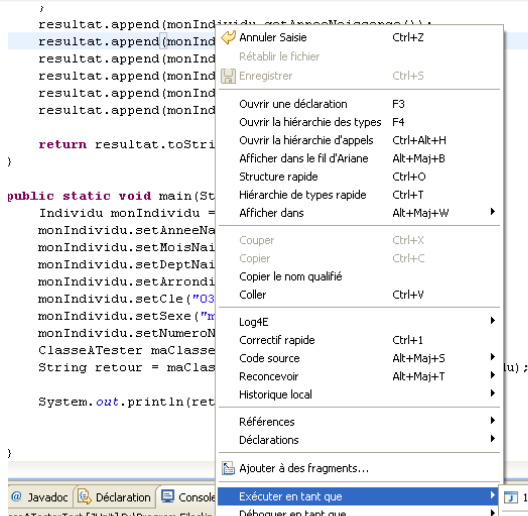 }
resultat.append(monIndividu.getAnneeNaissance());
resultat.append(monInd
resultat.append(monInd
resultat.append(monInd
resultat.append(monInd
resultat.append(monInd
return resultat.toStri
}
public static void main(St
Individu monIndividu =
monIndividu.setAnneeNa
monIndividu.setMoisNai
monIndividu.setDeptNai
monIndividu.setArrondi
monIndividu.setCle("03
monIndividu.setSexe("m
monIndividu.setNumeroN
ClasseATester maClasse
String retour = maClas
lu);
System.out.println(ret
}
Annuler Saisie Ctrl+Z
Rétablir le fichier
Enregistrer Ctrl+S
Ouvrir une déclaration F3
Ouvrir la hiérarchie des types F4
Ouvrir la hiérarchie d'appels Ctrl+Alt+H
Afficher dans le fil d'Ariane Alt+Maj+B
Structure rapide Ctrl+O
Hiérarchie de types rapide Ctrl+T
Afficher dans Alt+Maj+W
Couper Ctrl+X
Copier Ctrl+C
Copier le nom qualifié
Coller Ctrl+V
Log4E
Correctif rapide Ctrl+1
Code source Alt+Maj+S
Reconcevoir Alt+Maj+T
Historique local
Références
Déclarations
Ajouter à des fragments...
Exécuter en tant que
Déboguer en tant que
1
@ Javadoc Déclaration Console